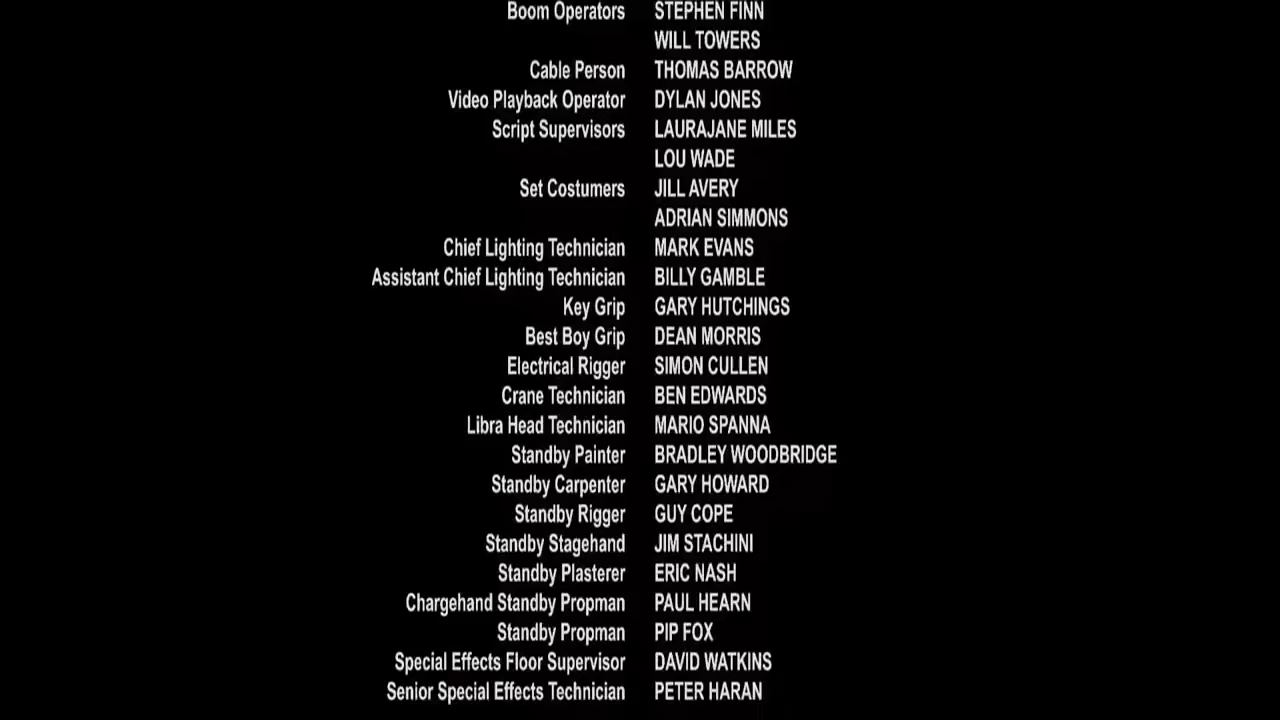 Boom Operators STEPHEN FINN
WILL TOWERS
Cable Person THOMAS BARROW
Video Playback Operator DYLAN JONES
Script Supervisors LAURAJANE MILES
LOU WADE
Set Costumers JILL AVERY
ADRIAN SIMMONS
Chief Lighting Technician MARK EVANS
Assistant Chief Lighting Technician BILLY GAMBLE
Key Grip GARY HUTCHINGS
Best Boy Grip DEAN MORRIS
Electrical Rigger SIMON CULLEN
Crane Technician BEN EDWARDS
Libra Head Technician MARIO SPANNA
Standby Painter BRADLEY WOODBRIDGE
Standby Carpenter GARY HOWARD
Standby Rigger GUY COPE
Standby Stagehand JIM STACHINI
Standby Plasterer ERIC NASH
Chargehand Standby Propman PAUL HEARN
Standby Propman PIP FOX
Special Effects Floor Supervisor DAVID WATKINS
Senior Special Effects Technician PETER HARAN